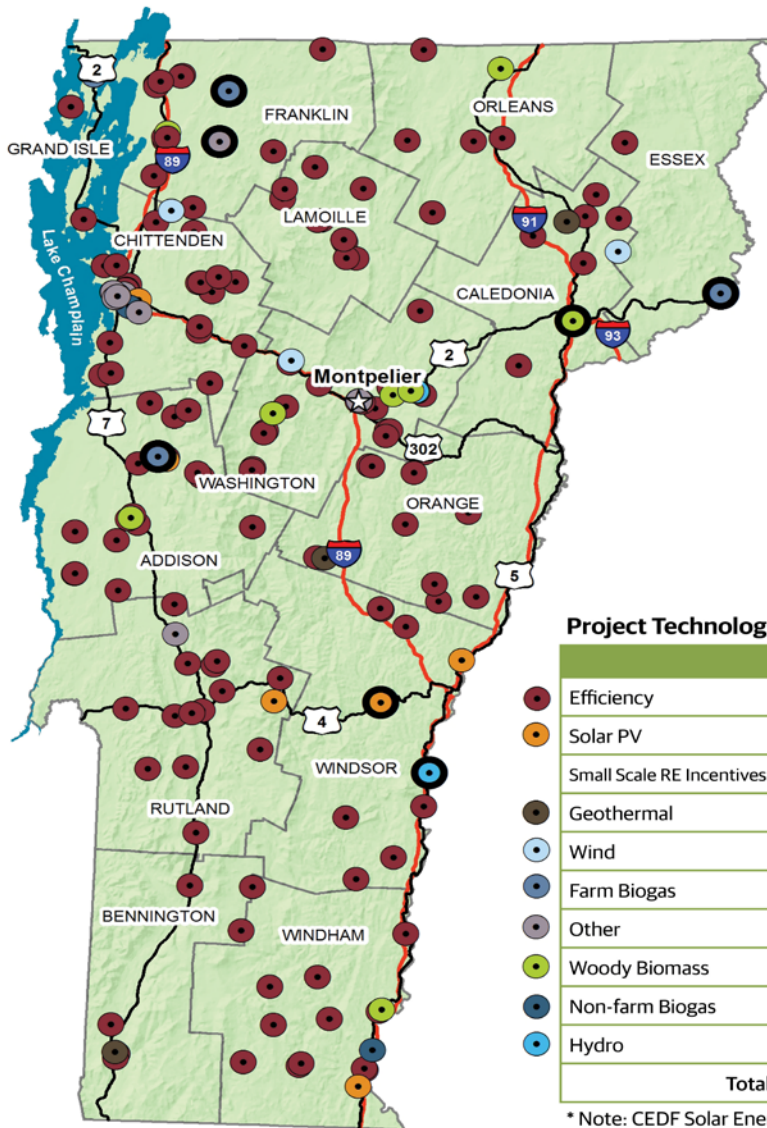 2
ORLEANS
FRANKLIN
GRAND ISLE
89
ESSEX
LAMOILLE
91
CHITTENDEN
Lake Champlain
CALEDONIA
2
93
Montpelier
7
302
WASHINGTON
ORANGE
ADDISON
89
5
4
WINDSOR
RUTLAND
BENNINGTON
WINDHAM
Project Technolog
Efficiency
Solar PV
Small Scale RE Incentives
Geothermal
Wind
Farm Biogas
Other
Woody Biomass
Non-farm Biogas
Hydro
Total
* Note: CEDF Solar Ene